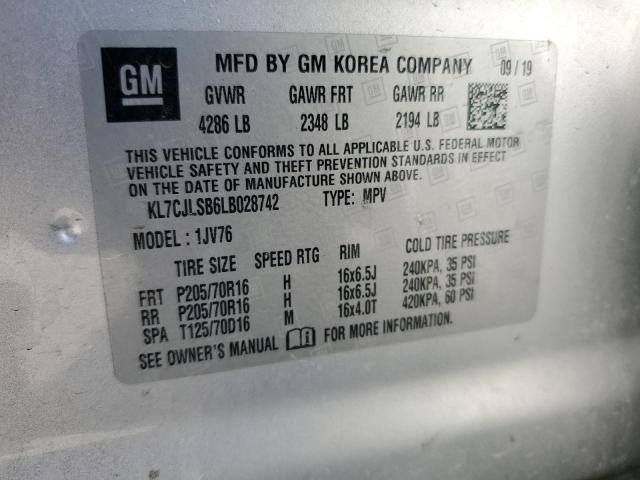 GM MFD BY GM KOREA COMPANY 09/19
GVWR GAWR FRT GAWR RR
4286 LB 2348 LB 2194 LB
THIS VEHICLE CONFORMS TO ALL APPLICABLE U.S. FEDERAL MOTOR
VEHICLE SAFETY AND THEFT PREVENTION STANDARDS IN EFFECT
ON THE DATE OF MANUFACTURE SHOWN ABOVE.
KL7CJLSB6LB028742 TYPE: MPV
MODEL: 1JV76
TIRE SIZE SPEED RTG RIM COLD TIRE PRESSURE
FRT P205/70R16 H 16x6.5J 240KPA, 35 PSI
RR P205/70R16 H 16x6.5J 240KPA, 35 PSI
SPA T125/70D16 M 16x4.0T 420KPA, 60 PSI
SEE OWNER'S MANUAL FOR MORE INFORMATION.